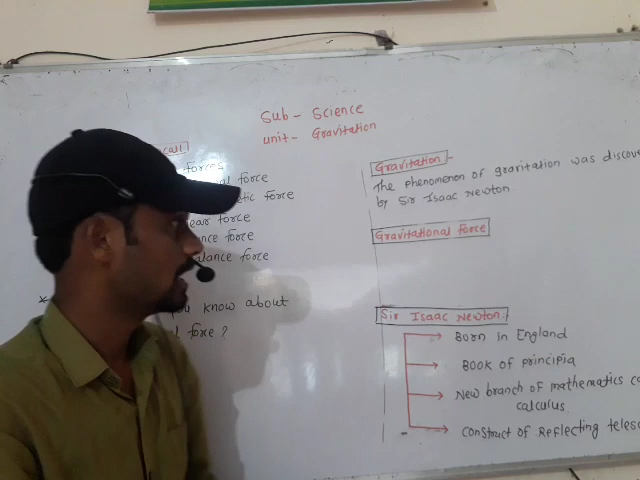 Sub - Science
unit - Gravitation
forces
force
force
force
force
force
*
know about
force ?
Gravitation -
The phenomenon of gravitation was
by Sir Isaac Newton
Gravitational force
Sir Isaac Newton :-
Born in England
Book of principia
New branch of mathematics
calculus
Construct of Reflecting